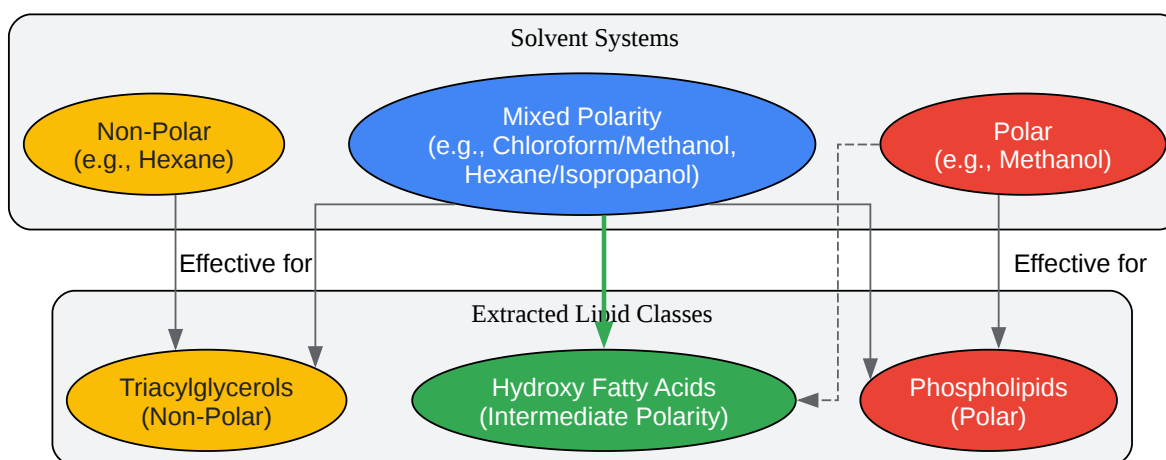 Solvent Systems
Non-Polar
(e.g., Hexane)
Mixed Polarity
(e.g., Chloroform/Methanol,
Hexane/Isopropanol)
Polar
(e.g., Methanol)
Effective for
Effective for
Extracted Lipid Classes
Triacylglycerols
(Non-Polar)
Hydroxy Fatty Acids
(Intermediate Polarity)
Phospholipids
(Polar)